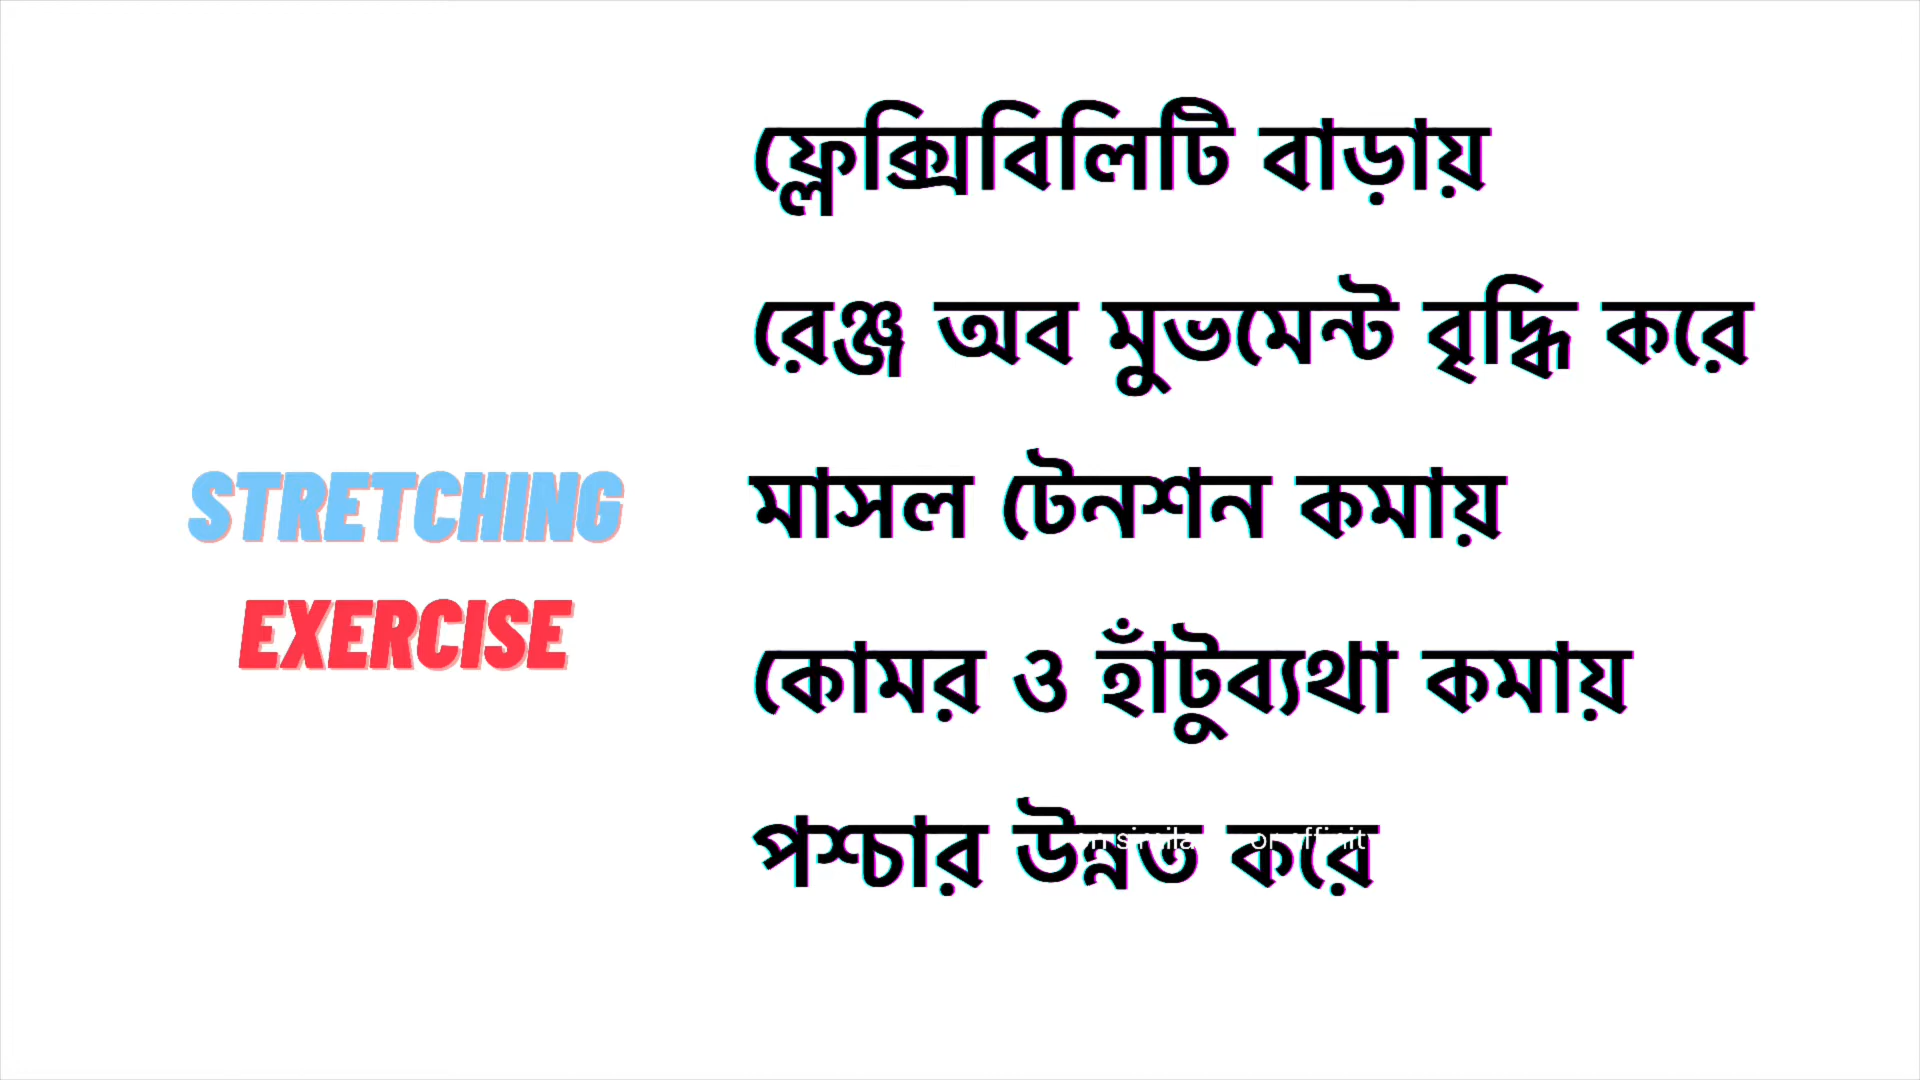 STRETCHING
EXERCISE
ফ্লেক্সিবিলিটি বাড়ায়
রেঞ্জ অব মুভমেন্ট বৃদ্ধি করে
মাসল টেনশন কমায়
কোমর ও হাঁটুব্যথা কমায়
পশ্চার উন্নত করে